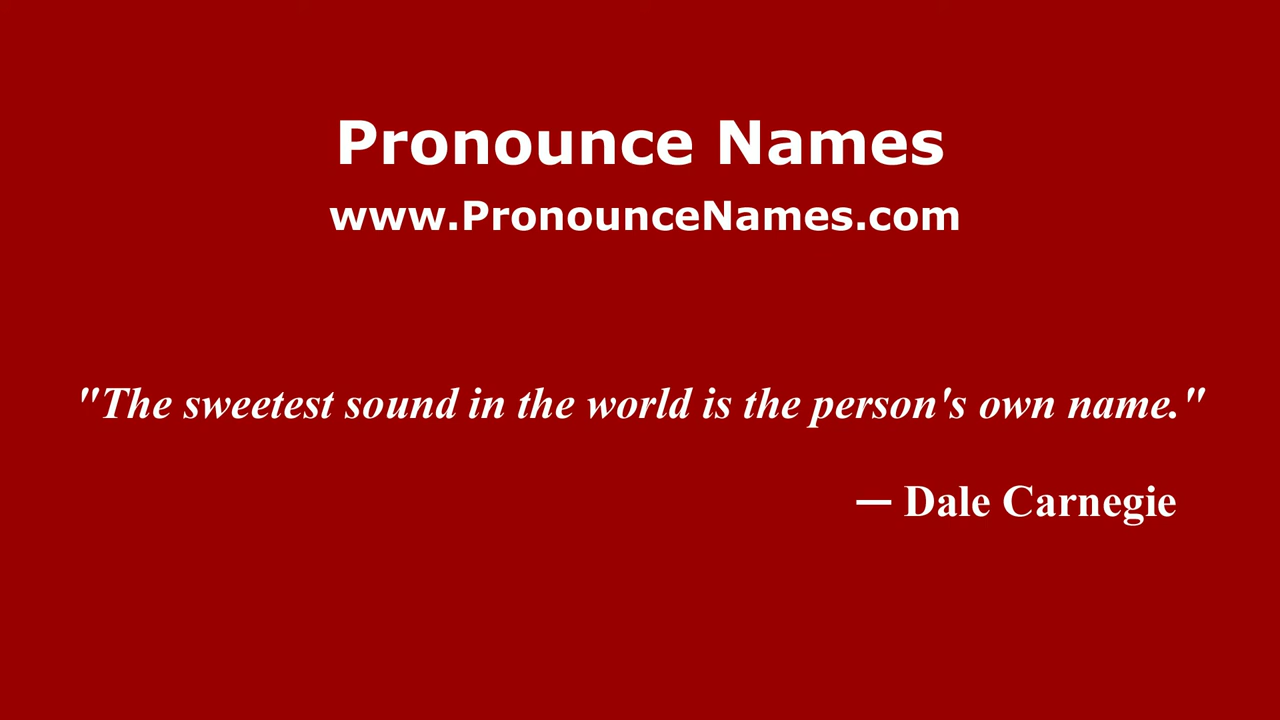 Pronounce Names
www.PronounceNames.com
"The sweetest sound in the world is the person's own name."
— Dale Carnegie